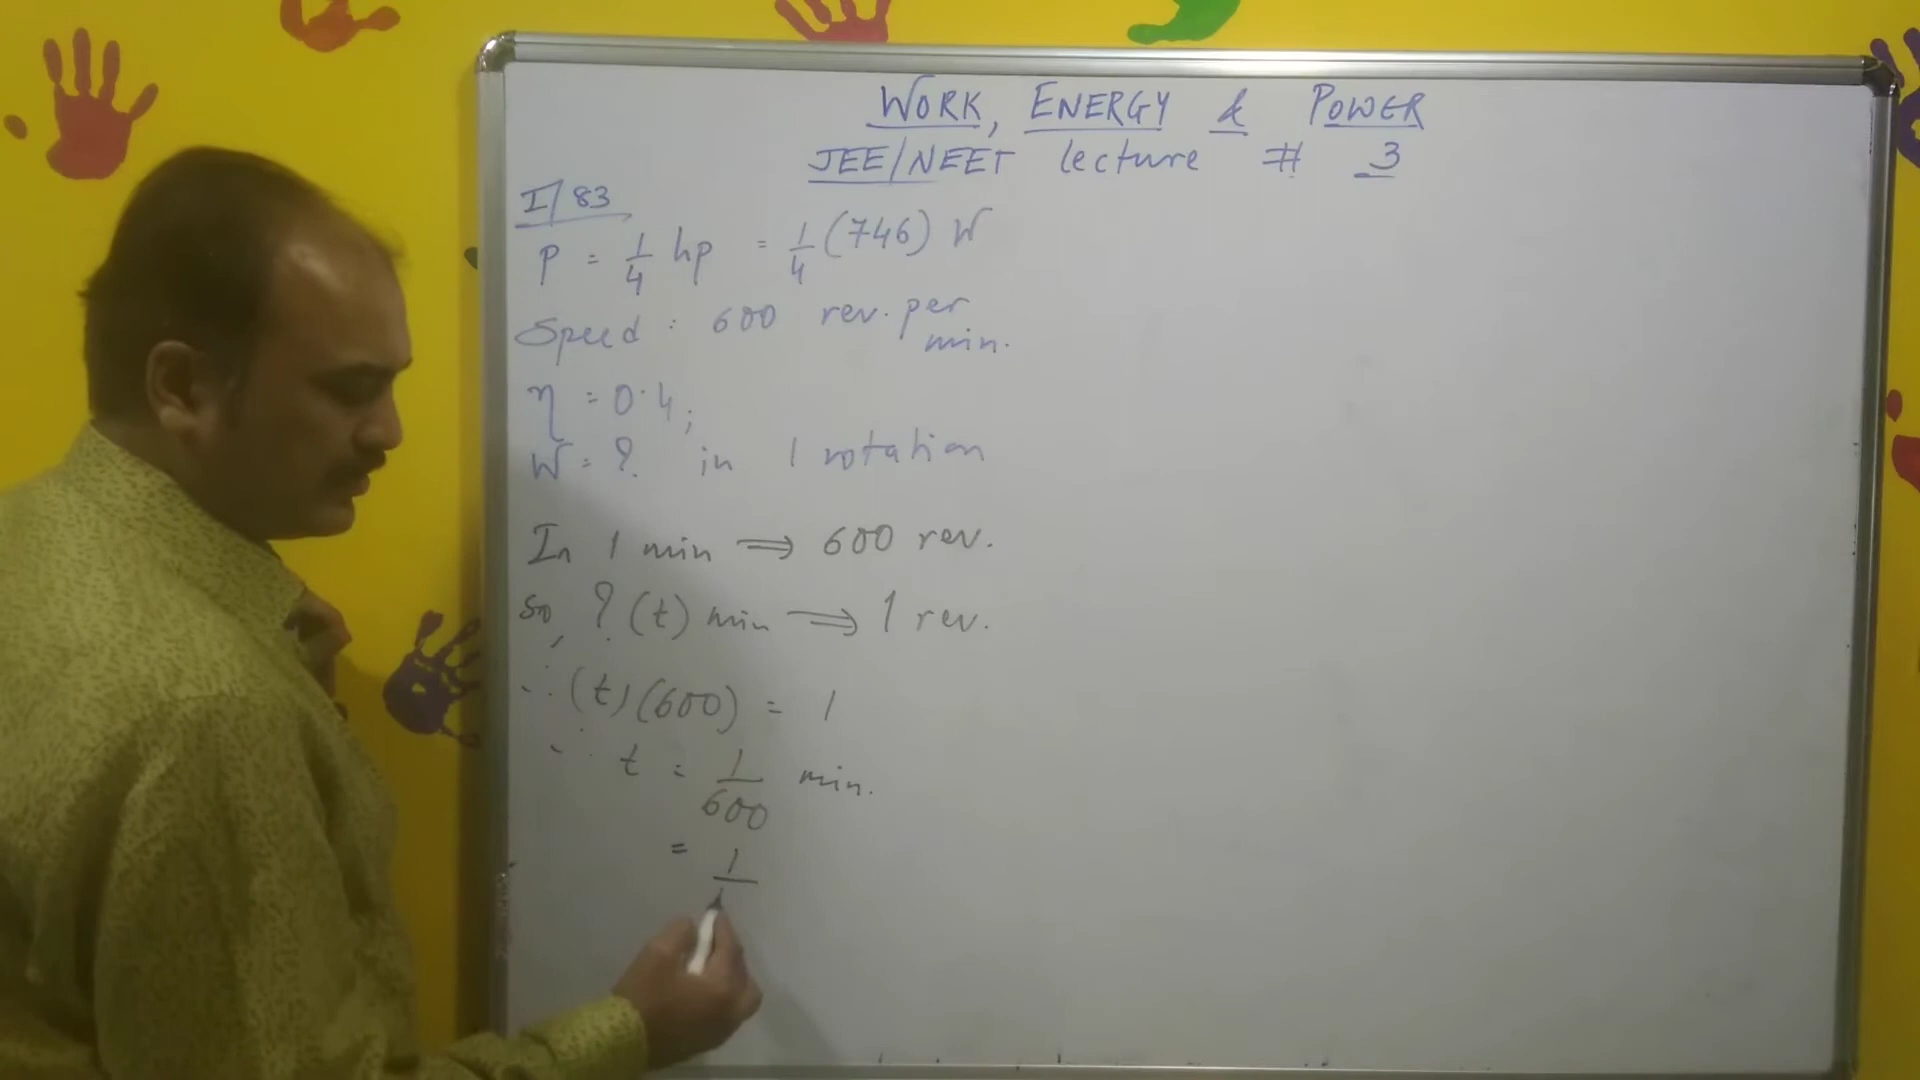 WORK, ENERGY & POWER
JEE/NEET lecture # 3
I/83
P = 1/4 hp = 1/4 (746) W
Speed : 600 rev. per
min.
η = 0.4;
W = ? in 1 rotation
In 1 min ⟹ 600 rev.
so, ? (t) min ⟹ 1 rev.
∴ (t)(600) = 1
∴ t = 1/600 min.
= 1/